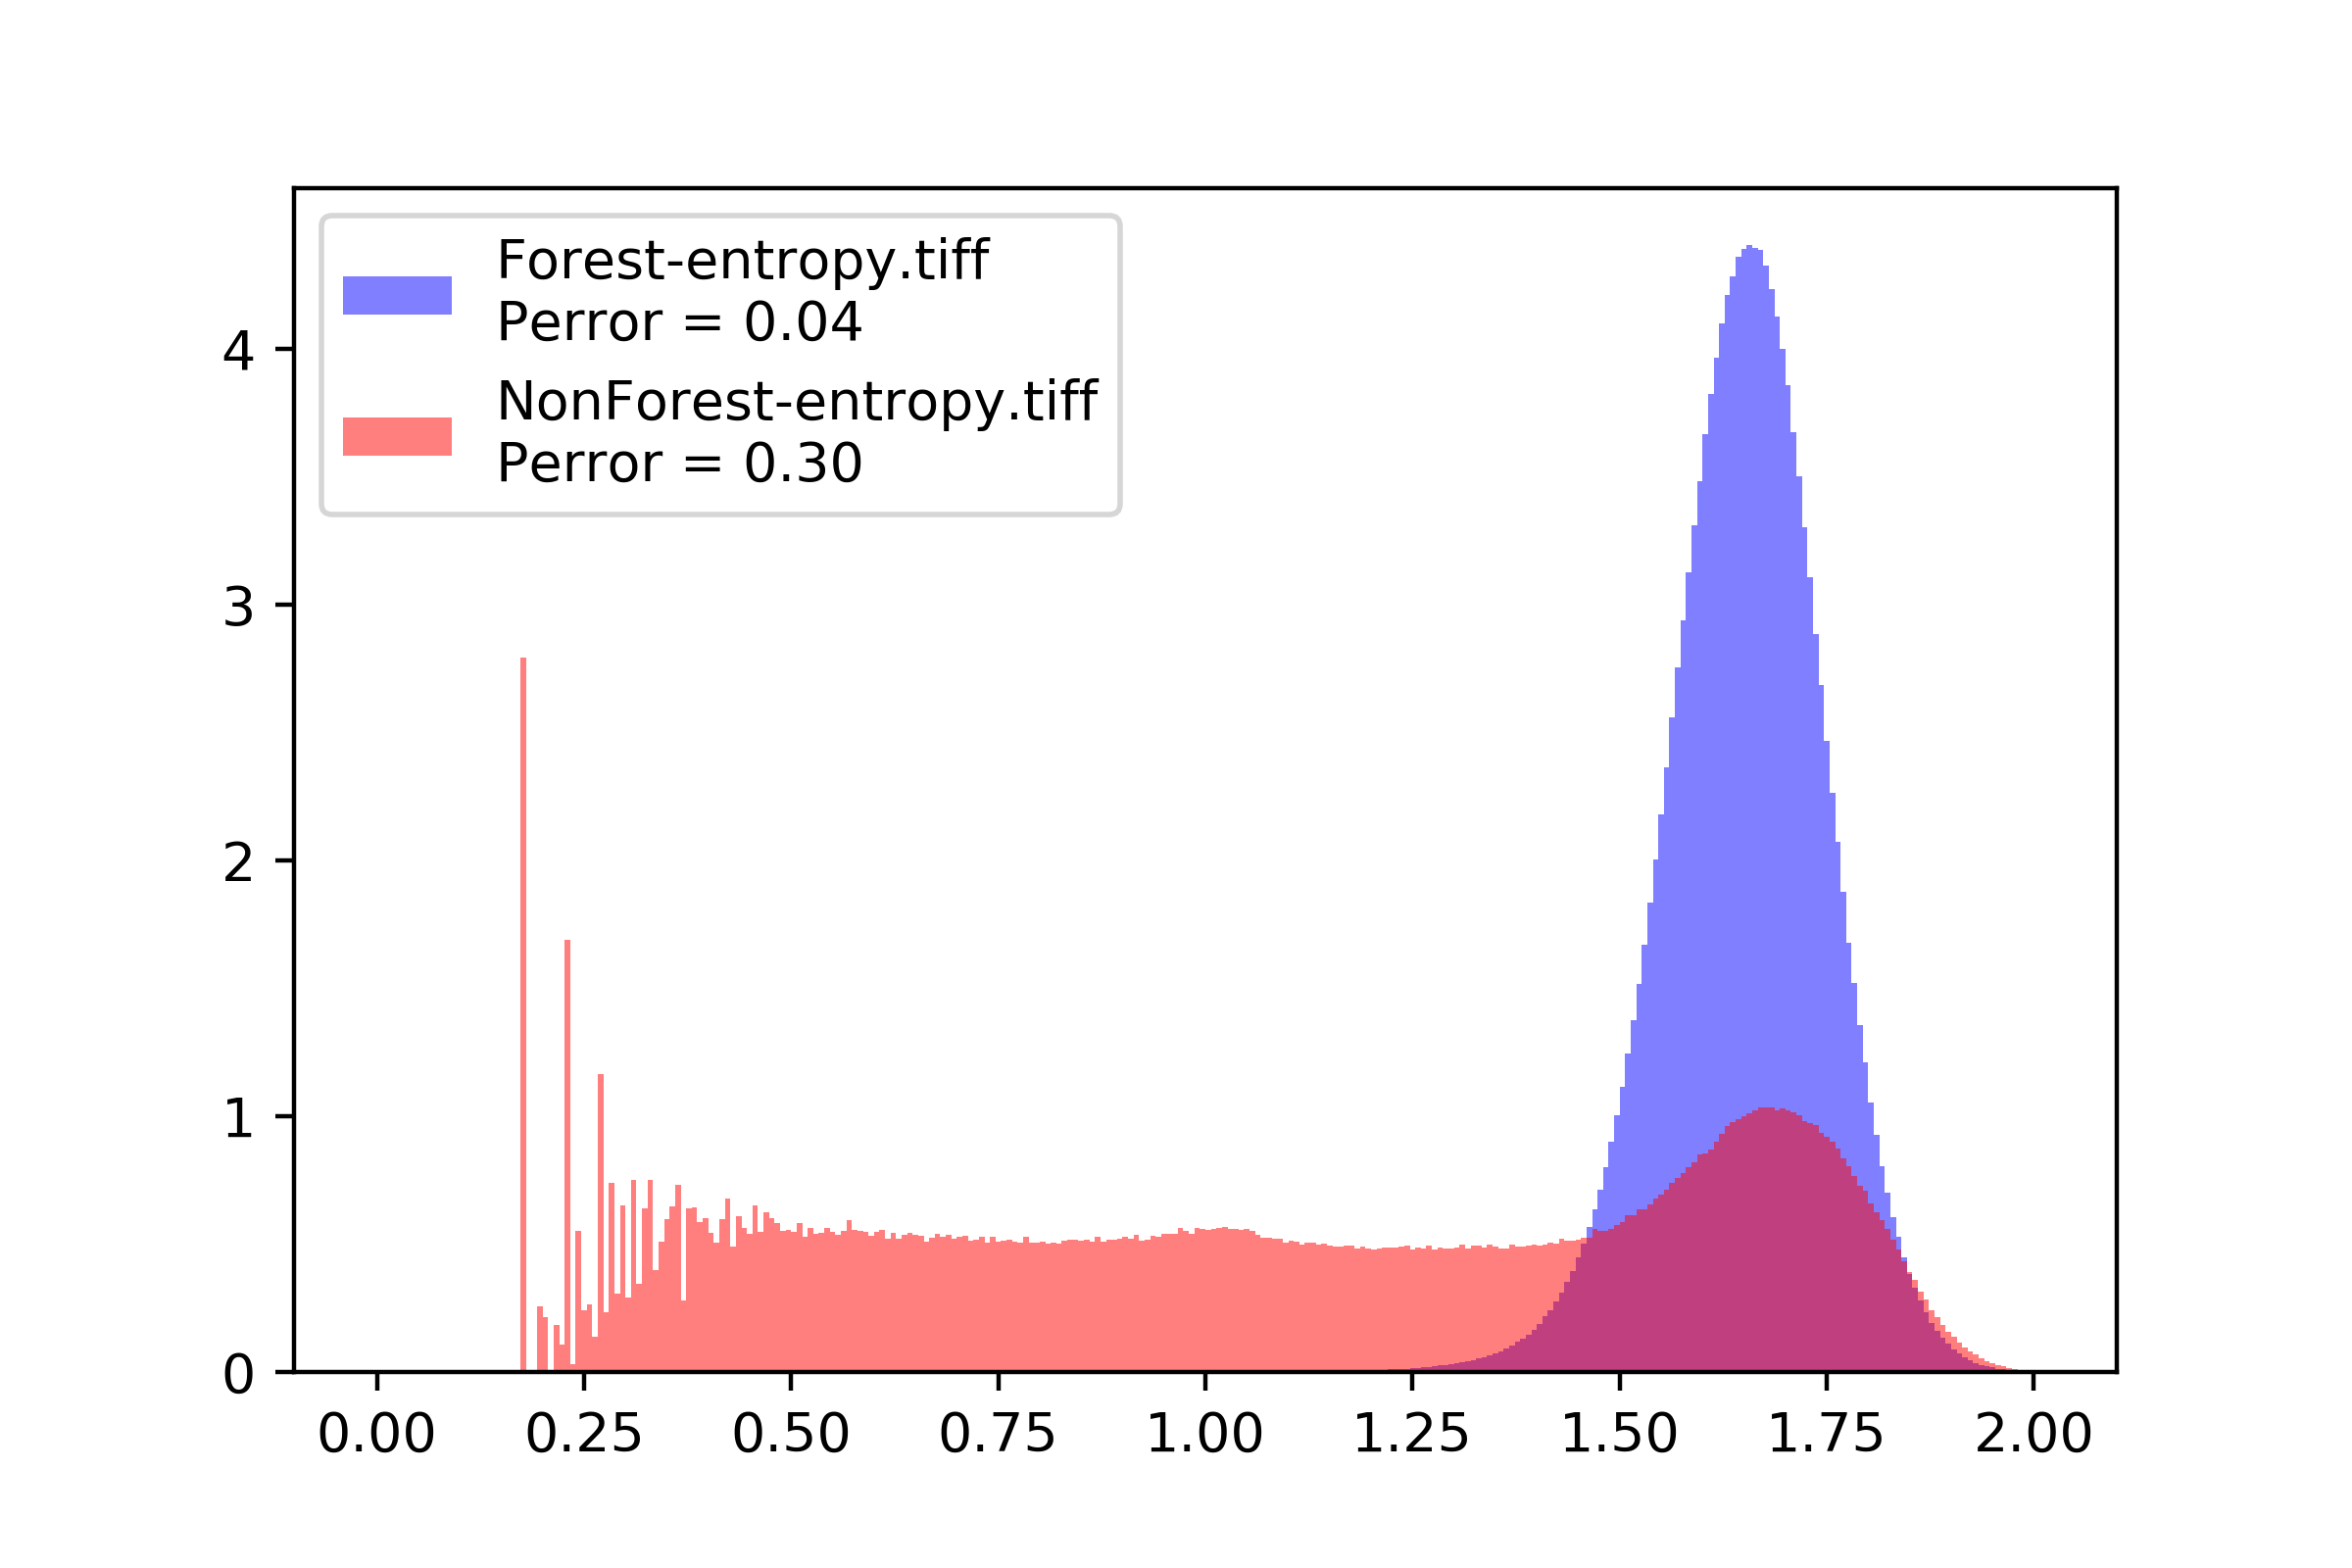 Forest-entropy.tiff
Perror = 0.04
NonForest-entropy.tiff
Perror = 0.30
4
3
2
1
0
0.00 0.25 0.50 0.75 1.00 1.25 1.50 1.75 2.00